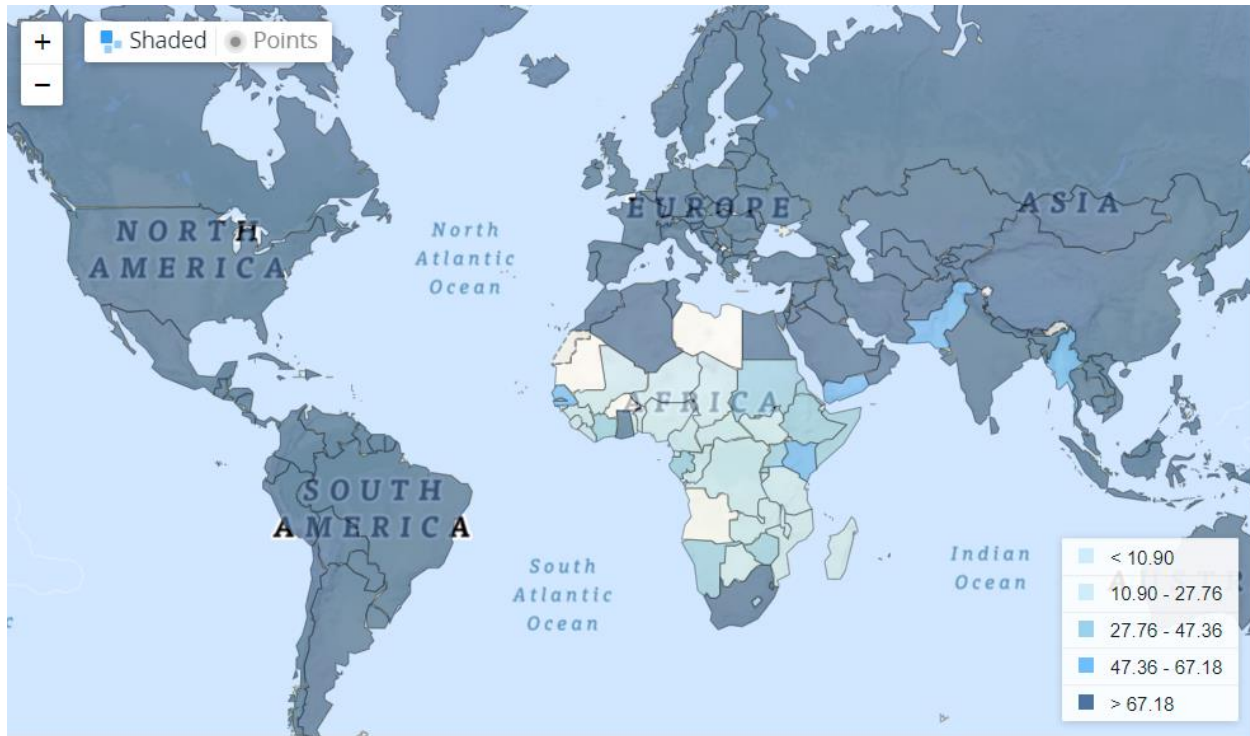 +
Shaded
Points
−
North
Atlantic
Ocean
EUROPE
ASIA
NORTH
AMERICA
AFRICA
SOUTH
AMERICA
South
Atlantic
Ocean
Indian
Ocean
< 10.90
10.90 - 27.76
27.76 - 47.36
47.36 - 67.18
> 67.18